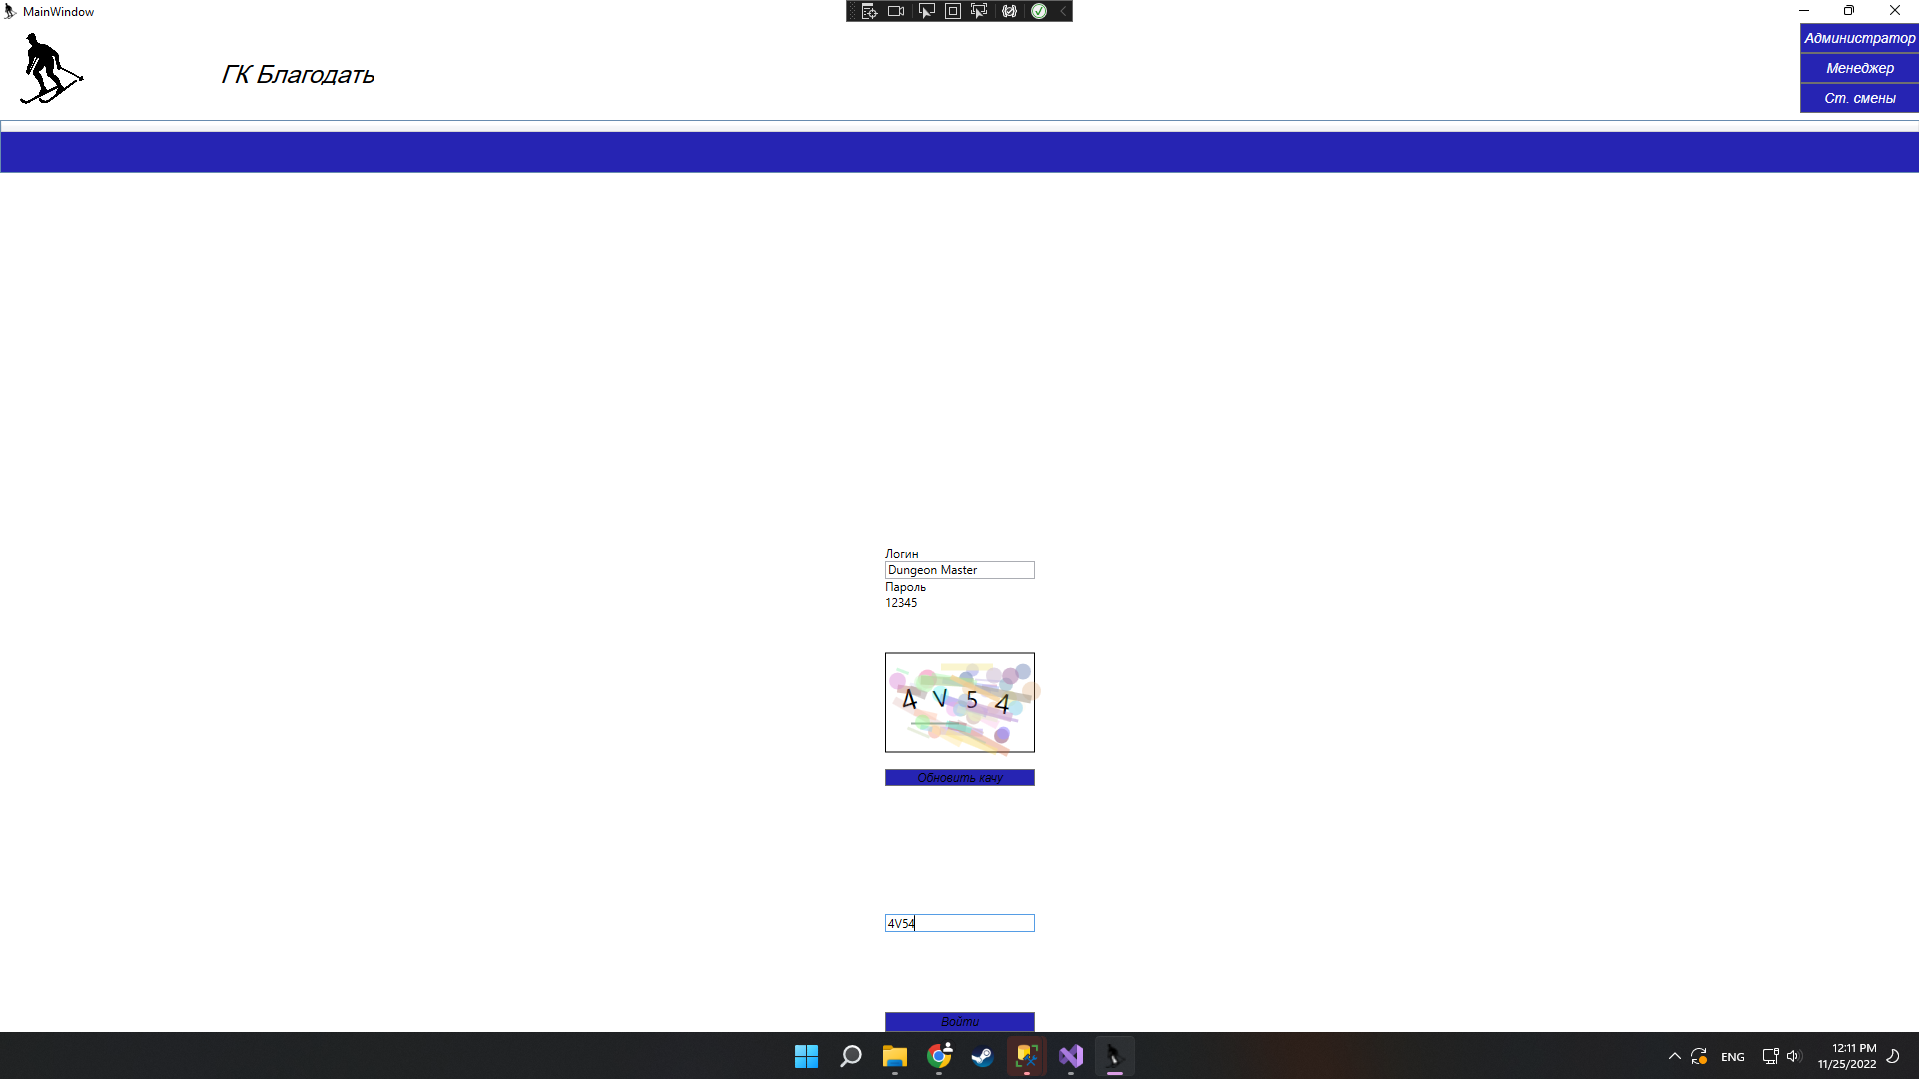 MainWindow
ГК Благодать
Администратор
Менеджер
Ст. смены
Логин
Dungeon Master
Пароль
12345
4 V 5 4
Обновить качу
4V54
Войти
ENG
12:11 PM
11/25/2022